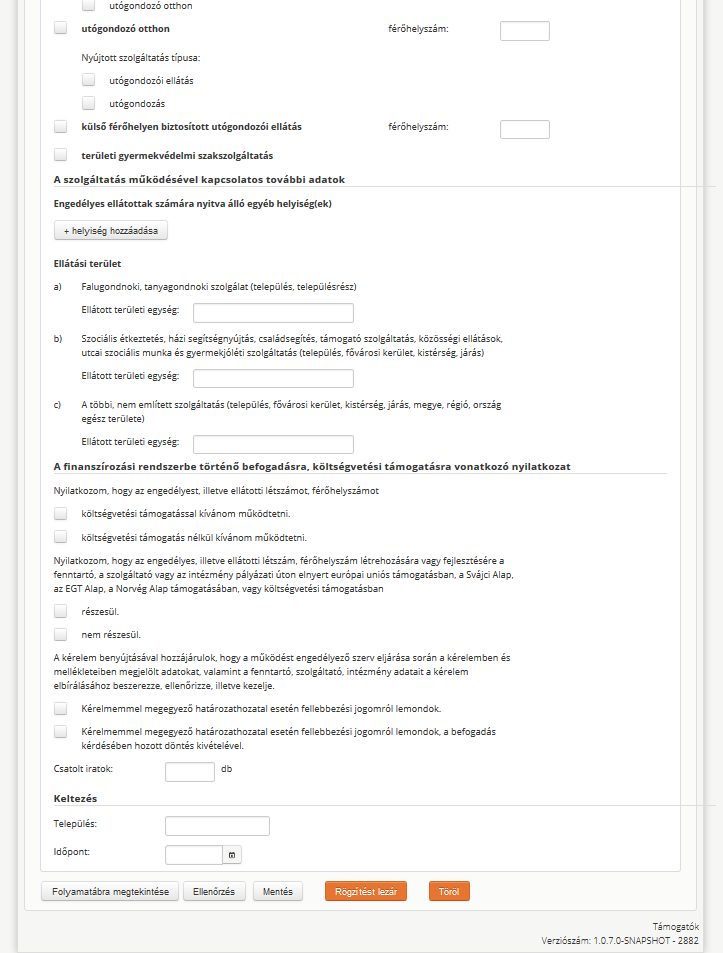 utógondozó otthon
utógondozó otthon férőhelyszám:
Nyújtott szolgáltatás típusa:
utógondozói ellátás
utógondozás
külső férőhelyen biztosított utógondozói ellátás férőhelyszám:
területi gyermekvédelmi szakszolgáltatás
A szolgáltatás működésével kapcsolatos további adatok
Engedélyes ellátottak számára nyitva álló egyéb helyiség(ek)
+ helyiség hozzáadása
Ellátási terület
a) Falugondnoki, tanyagondnoki szolgálat (település, településrész)
Ellátott területi egység:
b) Szociális étkeztetés, házi segítségnyújtás, családsegítés, támogató szolgáltatás, közösségi ellátások,
utcai szociális munka és gyermekjóléti szolgáltatás (település, fővárosi kerület, kistérség, járás)
Ellátott területi egység:
c) A többi, nem említett szolgáltatás (település, fővárosi kerület, kistérség, járás, megye, régió, ország
egész területe)
Ellátott területi egység:
A finanszírozási rendszerbe történő befogadásra, költségvetési támogatásra vonatkozó nyilatkozat
Nyilatkozom, hogy az engedélyest, illetve ellátotti létszámot, férőhelyszámot
költségvetési támogatással kívánom működtetni.
költségvetési támogatás nélkül kívánom működtetni.
Nyilatkozom, hogy az engedélyes, illetve ellátotti létszám, férőhelyszám létrehozására vagy fejlesztésére a
fenntartó, a szolgáltató vagy az intézmény pályázati úton elnyert európai uniós támogatásban, a Svájci Alap,
az EGT Alap, a Norvég Alap támogatásában, vagy költségvetési támogatásban
részesül.
nem részesül.
A kérelem benyújtásával hozzájárulok, hogy a működést engedélyező szerv eljárása során a kérelemben és
mellékleteiben megjelölt adatokat, valamint a fenntartó, szolgáltató, intézmény adatait a kérelem
elbírálásához beszerezze, ellenőrizze, illetve kezelje.
Kérelmemmel megegyező határozathozatal esetén fellebbezési jogomról lemondok.
Kérelmemmel megegyező határozathozatal esetén fellebbezési jogomról lemondok, a befogadás
kérdésében hozott döntés kivételével.
Csatolt iratok: db
Keltezés
Település:
Időpont:
Folyamatábra megtekintése Ellenőrzés Mentés Rögzítést lezár Töröl
Támogatók
Verziószám: 1.0.7.0-SNAPSHOT - 2882